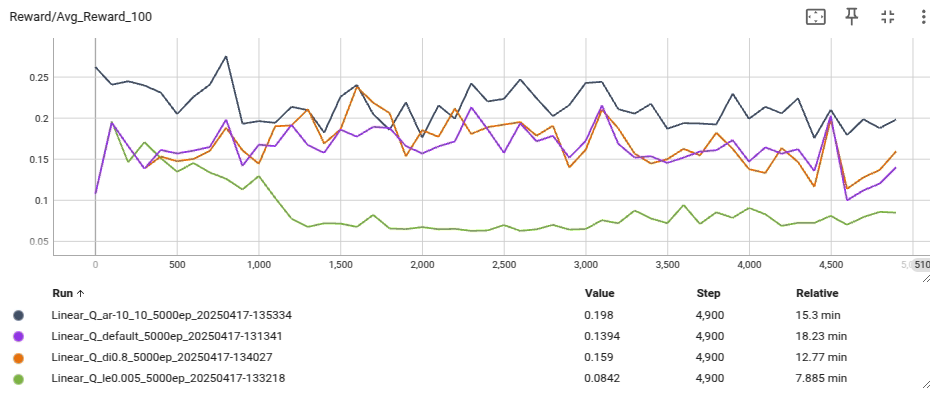 Reward/Avg_Reward_100
0.25
0.2
0.15
0.1
0.05
0 500 1,000 1,500 2,000 2,500 3,000 3,500 4,000 4,500 5,0 510
Run ↑ Value Step Relative
Linear_Q_ar-10_10_5000ep_20250417-135334 0.198 4,900 15.3 min
Linear_Q_default_5000ep_20250417-131341 0.1394 4,900 18.23 min
Linear_Q_di0.8_5000ep_20250417-134027 0.159 4,900 12.77 min
Linear_Q_le0.005_5000ep_20250417-133218 0.0842 4,900 7.885 min